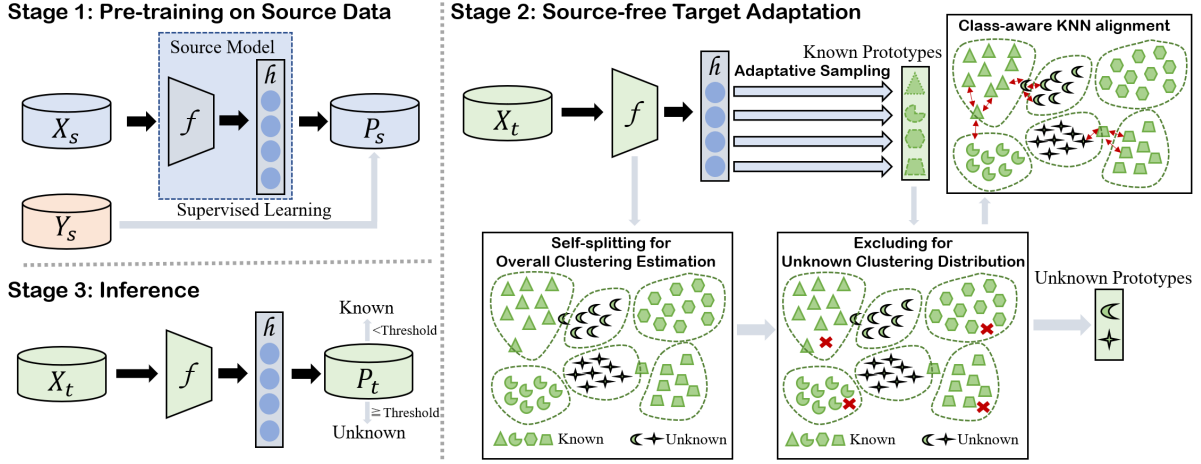 Stage 1: Pre-training on Source Data
Source Model
ɧ
f
X_s
P_s
Y_s
Supervised Learning
Stage 2: Source-free Target Adaptation
Class-aware KNN alignment
Known Prototypes
ɧ
Adaptative Sampling
X_t
f
Self-splitting for
Overall Clustering Estimation
Known
Unknown
Excluding for
Unknown Clustering Distribution
Known
Unknown
Unknown Prototypes
Stage 3: Inference
ɧ
Known
<Threshold
X_t
f
P_t
≥Threshold
Unknown